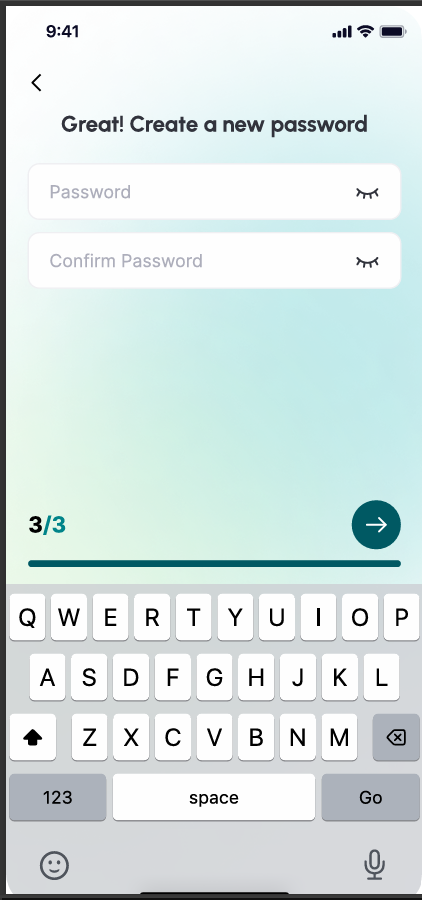 9:41
Great! Create a new password
Password
Confirm Password
3/3
Q W E R T Y U I O P
A S D F G H J K L
Z X C V B N M
123 space Go